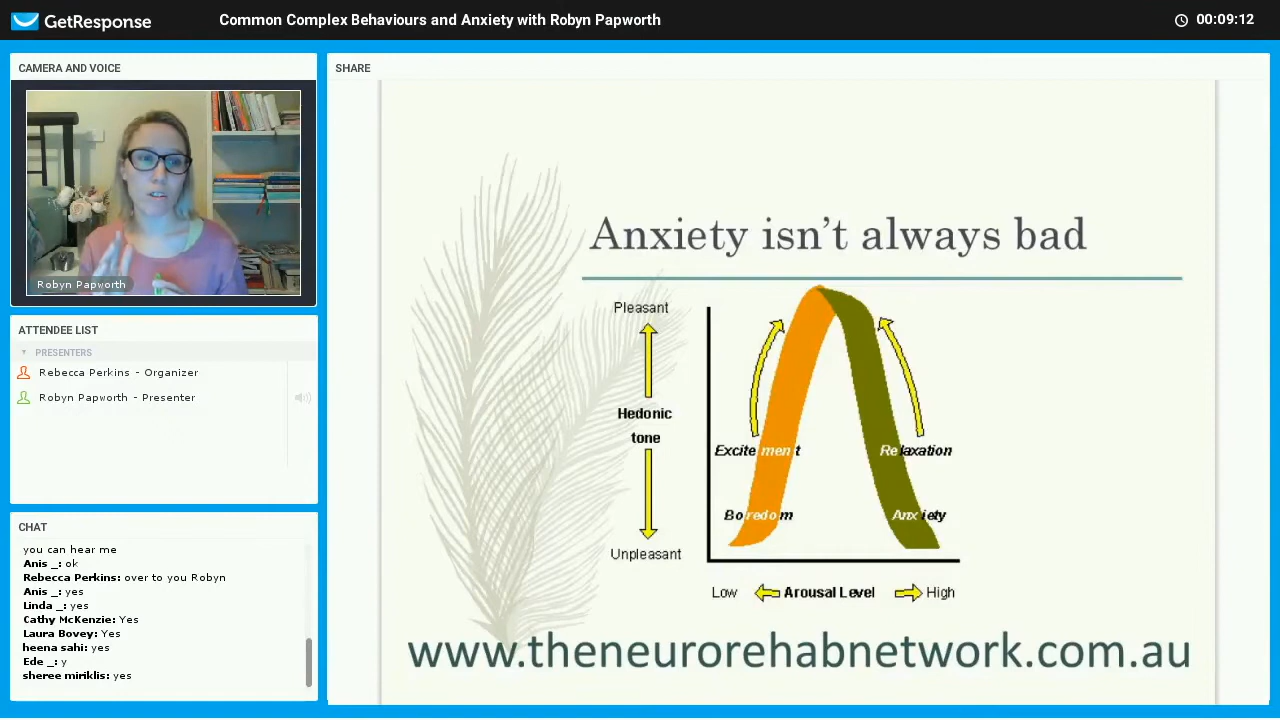 GetResponse
Common Complex Behaviours and Anxiety with Robyn Papworth
00:09:12
CAMERA AND VOICE
Robyn Papworth
ATTENDEE LIST
PRESENTERS
Rebecca Perkins - Organizer
Robyn Papworth - Presenter
CHAT
you can hear me
Anis _: ok
Rebecca Perkins: over to you Robyn
Anis _: yes
Linda _: yes
Cathy McKenzie: Yes
Laura Bovey: Yes
heena sahi: yes
Ede _: y
sheree miriklis: yes
SHARE
Anxiety isn't always bad
Pleasant
Hedonic
tone
Unpleasant
Excitement
Relaxation
Boredom
Anxiety
Low
Arousal Level
High
www.theneurorehabnetwork.com.au